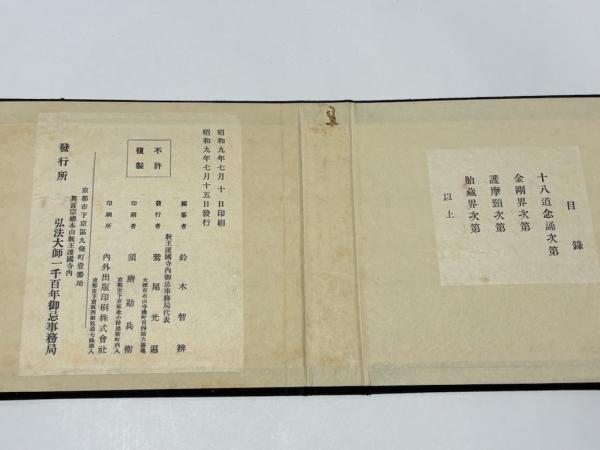 目錄
十八道念誦次第
金剛界次第
護摩頸次第
胎藏界次第
以上
昭和九年七月十日印刷
昭和九年七月十五日發行
不許複製
編纂者 鈴木智辨
敎王護國寺內御忌事務局代表
發行者 鷲尾光遍
印刷者 須磨勘兵衞
印刷所 內外出版印刷株式會社
京都市下京區九條町壹番地
眞言宗總本山敎王護國寺內
發行所 弘法大師一千百年御忌事務局